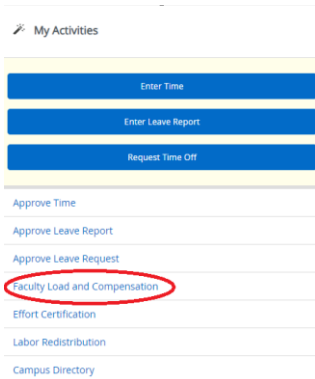 My Activities
Enter Time
Enter Leave Report
Request Time Off
Approve Time
Approve Leave Report
Approve Leave Request
Faculty Load and Compensation
Effort Certification
Labor Redistribution
Campus Directory